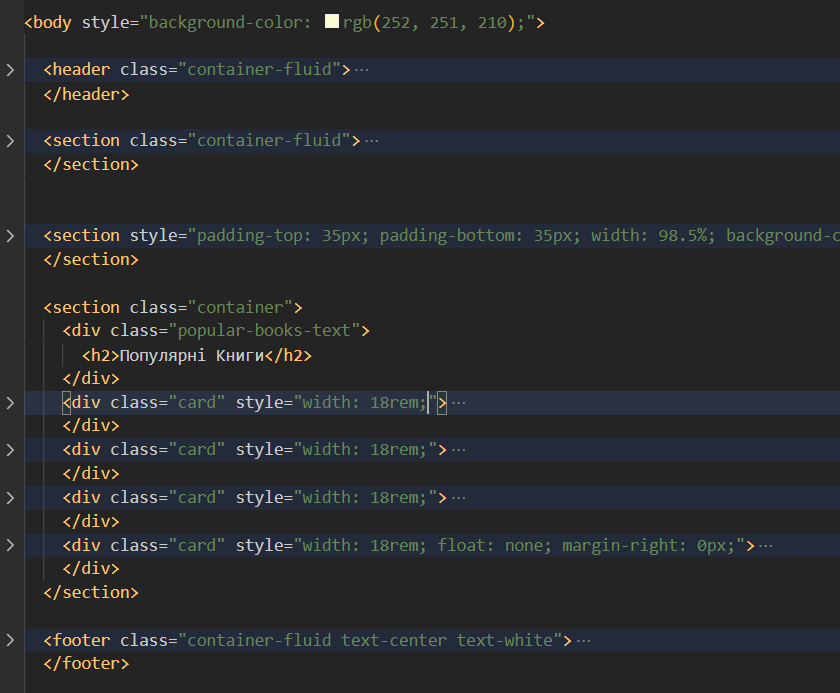 <body style="background-color: rgb(252, 251, 210);">
<header class="container-fluid"> ···
</header>
<section class="container-fluid"> ···
</section>
<section style="padding-top: 35px; padding-bottom: 35px; width: 98.5%; background-c
</section>
<section class="container">
<div class="popular-books-text">
<h2>Популярні Книги</h2>
</div>
<div class="card" style="width: 18rem;"> ···
</div>
<div class="card" style="width: 18rem;"> ···
</div>
<div class="card" style="width: 18rem;"> ···
</div>
<div class="card" style="width: 18rem; float: none; margin-right: 0px;"> ···
</div>
</section>
<footer class="container-fluid text-center text-white"> ···
</footer>